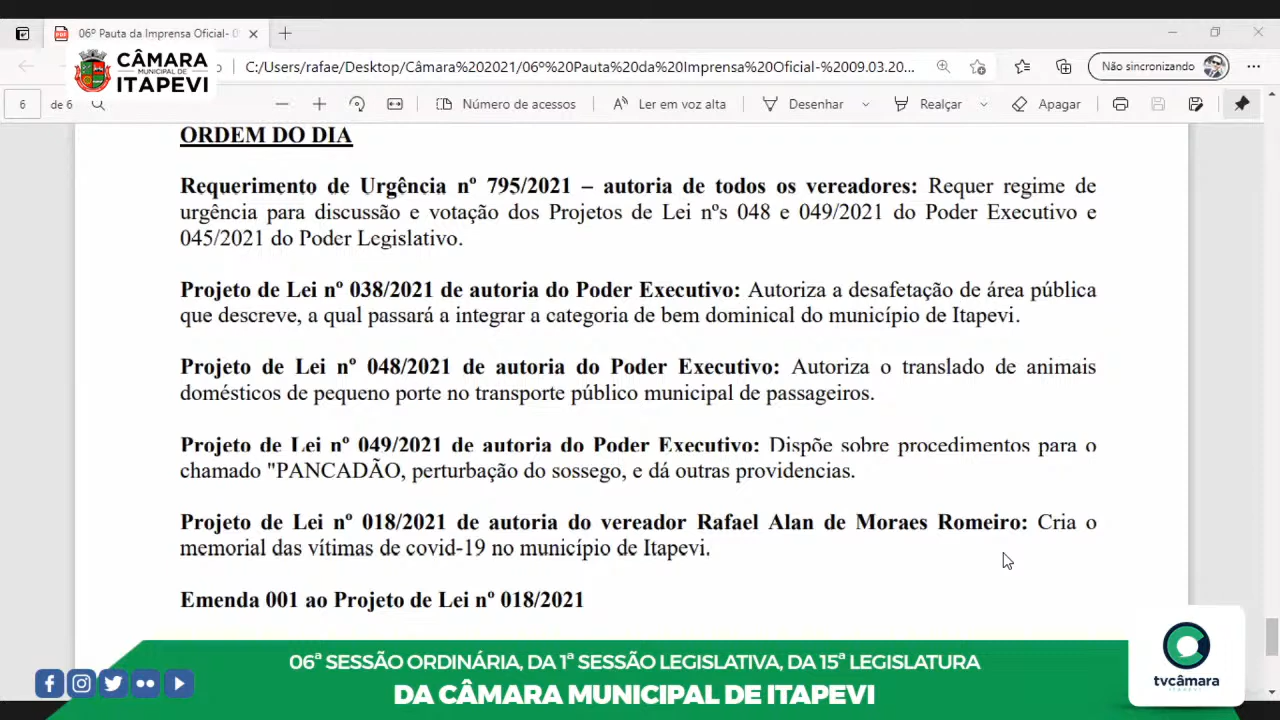 06º Pauta da Imprensa Oficial- 0
CÂMARA
MUNICIPAL DE
ITAPEVI
C:/Users/rafae/Desktop/Câmara%202021/06º%20Pauta%20da%20Imprensa%20Oficial-%2009.03.20...
Não sincronizando
6 de 6
Número de acessos
Ler em voz alta
Desenhar
Realçar
Apagar
ORDEM DO DIA
Requerimento de Urgência nº 795/2021 – autoria de todos os vereadores: Requer regime de
urgência para discussão e votação dos Projetos de Lei nºs 048 e 049/2021 do Poder Executivo e
045/2021 do Poder Legislativo.
Projeto de Lei nº 038/2021 de autoria do Poder Executivo: Autoriza a desafetação de área pública
que descreve, a qual passará a integrar a categoria de bem dominical do município de Itapevi.
Projeto de Lei nº 048/2021 de autoria do Poder Executivo: Autoriza o translado de animais
domésticos de pequeno porte no transporte público municipal de passageiros.
Projeto de Lei nº 049/2021 de autoria do Poder Executivo: Dispõe sobre procedimentos para o
chamado "PANCADÃO, perturbação do sossego, e dá outras providencias.
Projeto de Lei nº 018/2021 de autoria do vereador Rafael Alan de Moraes Romeiro: Cria o
memorial das vítimas de covid-19 no município de Itapevi.
Emenda 001 ao Projeto de Lei nº 018/2021
06ª SESSÃO ORDINÁRIA, DA 1ª SESSÃO LEGISLATIVA, DA 15ª LEGISLATURA
DA CÂMARA MUNICIPAL DE ITAPEVI
tvcâmara
itapevi